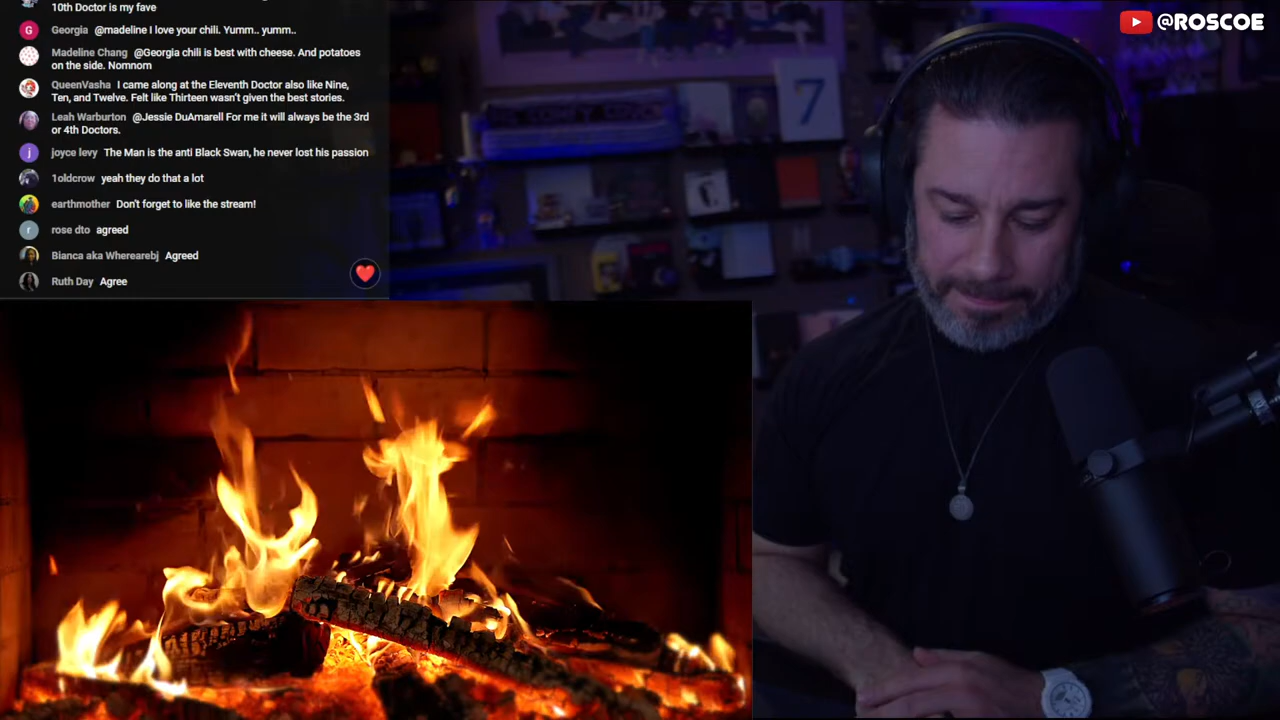 10th Doctor is my fave
@ROSCOE
G Georgia @madeline I love your chili. Yumm.. yumm..
Madeline Chang @Georgia chili is best with cheese. And potatoes
on the side. Nomnom
QueenVasha I came along at the Eleventh Doctor also like Nine,
Ten, and Twelve. Felt like Thirteen wasn't given the best stories.
Leah Warburton @Jessie DuAmarell For me it will always be the 3rd
or 4th Doctors.
j joyce levy The Man is the anti Black Swan, he never lost his passion
1oldcrow yeah they do that a lot
earthmother Don't forget to like the stream!
r rose dto agreed
Bianca aka Wherearebj Agreed
Ruth Day Agree
7